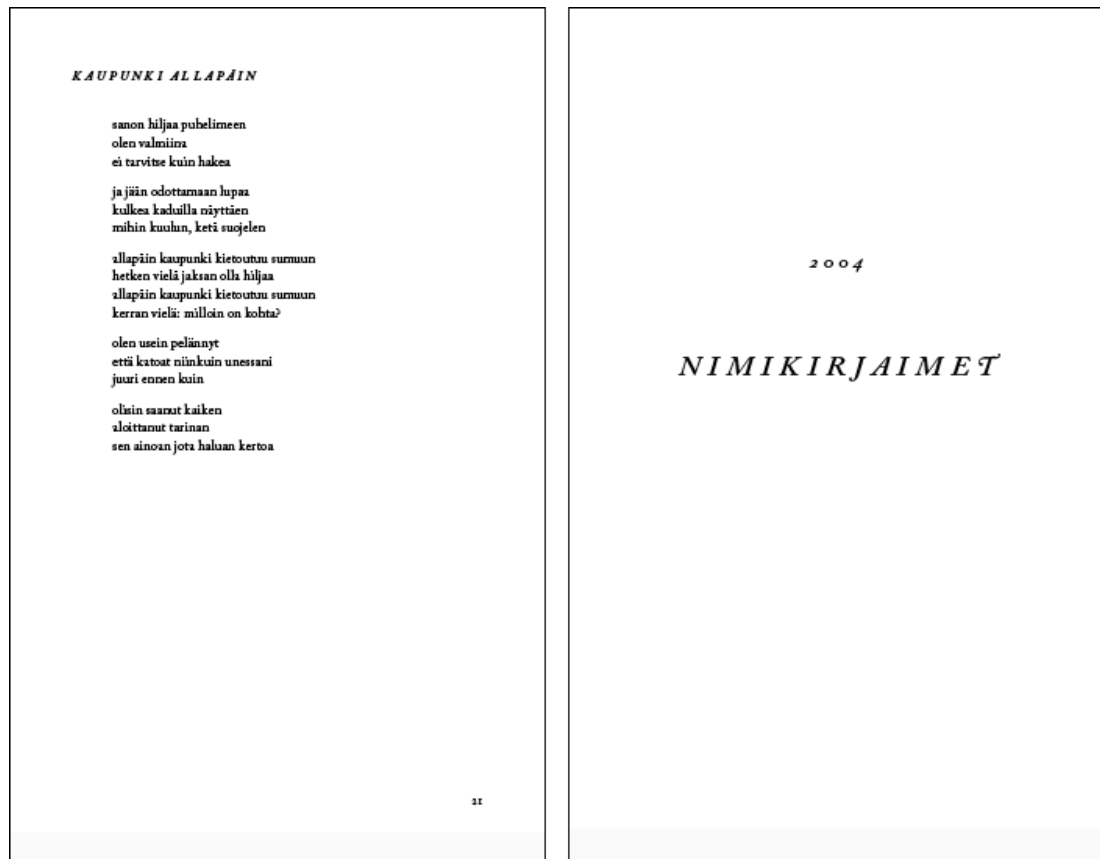 KAUPUNKI ALLAPÄIN
sanon hiljaa puhelimeen
olen valmiina
ei tarvitse kuin hakea
ja jään odottamaan lupaa
kulkea kaduilla näyttäen
mihin kuulun, ketä suojelen
allapäin kaupunki kietoutuu sumuun
hetken vielä jaksan olla hiljaa
allapäin kaupunki kietoutuu sumuun
kerran vielä: milloin on kohta?
olen usein pelännyt
että katoat niinkuin unessani
juuri ennen kuin
olisin saanut kaiken
aloittanut tarinan
sen ainoan jota haluan kertoa
21
2004
NIMIKIRJAIMET